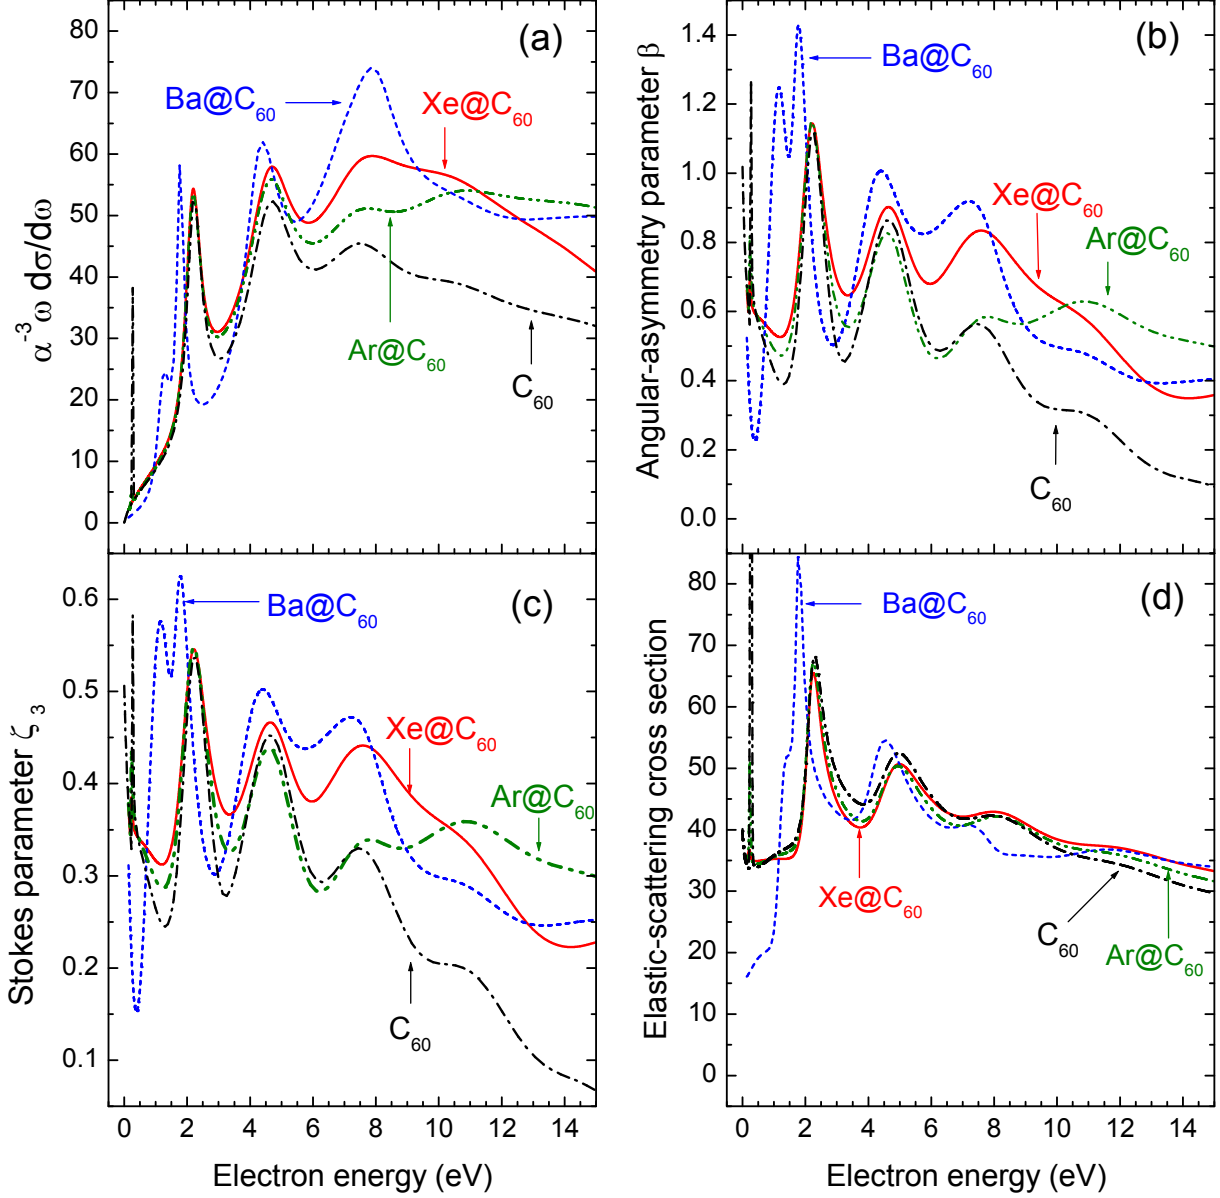 (a)
α⁻³ ω dσ/dω
80
70
60
50
40
30
20
10
0
Ba@C₆₀
Xe@C₆₀
Ar@C₆₀
C₆₀
(b)
Angular-asymmetry parameter β
1.4
1.2
1.0
0.8
0.6
0.4
0.2
0.0
Ba@C₆₀
Xe@C₆₀
Ar@C₆₀
C₆₀
(c)
Stokes parameter ζ₃
0.6
0.5
0.4
0.3
0.2
0.1
Ba@C₆₀
Xe@C₆₀
Ar@C₆₀
C₆₀
0 2 4 6 8 10 12 14
Electron energy (eV)
(d)
Elastic-scattering cross section
80
70
60
50
40
30
20
10
0
Ba@C₆₀
Xe@C₆₀
C₆₀
Ar@C₆₀
0 2 4 6 8 10 12 14
Electron energy (eV)